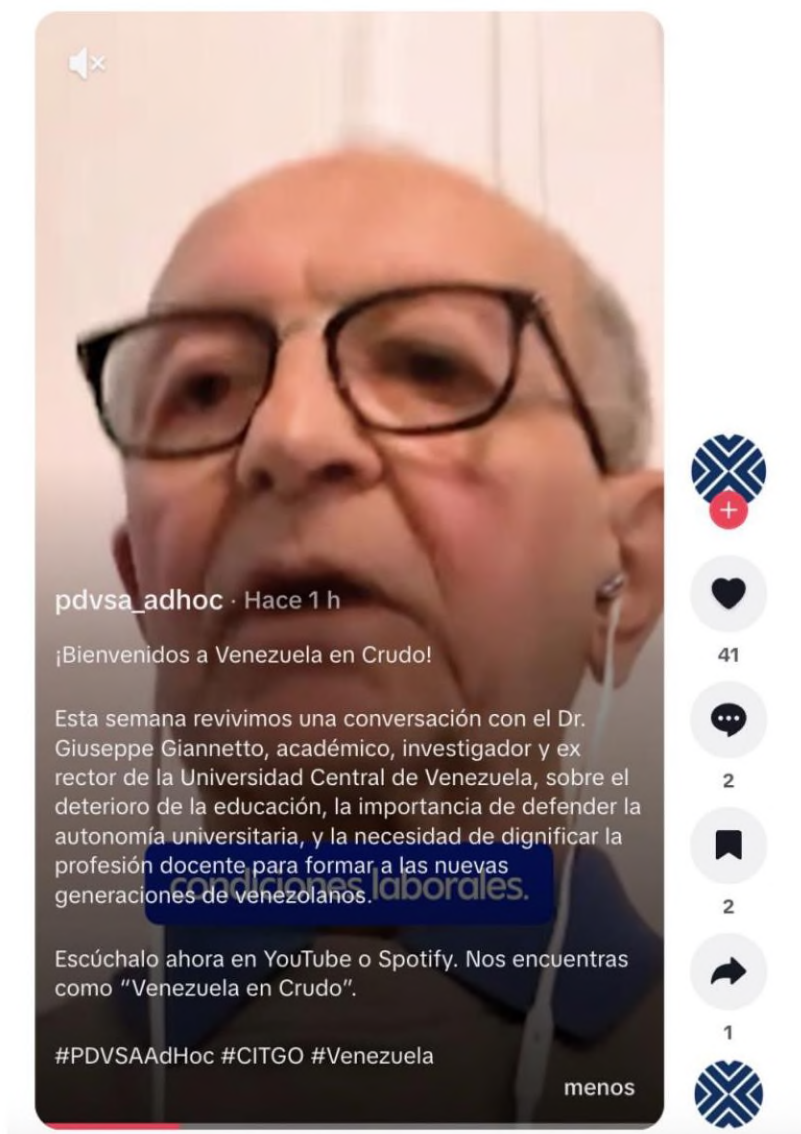 pdvsa_adhoc · Hace 1 h
¡Bienvenidos a Venezuela en Crudo!
Esta semana revivimos una conversación con el Dr.
Giuseppe Giannetto, académico, investigador y ex
rector de la Universidad Central de Venezuela, sobre el
deterioro de la educación, la importancia de defender la
autonomía universitaria, y la necesidad de dignificar la
profesión docente para formar a las nuevas
generaciones de venezolanos.
condiciones laborales.
Escúchalo ahora en YouTube o Spotify. Nos encuentras
como “Venezuela en Crudo”.
#PDVSAAdHoc #CITGO #Venezuela
menos
41
2
2
1